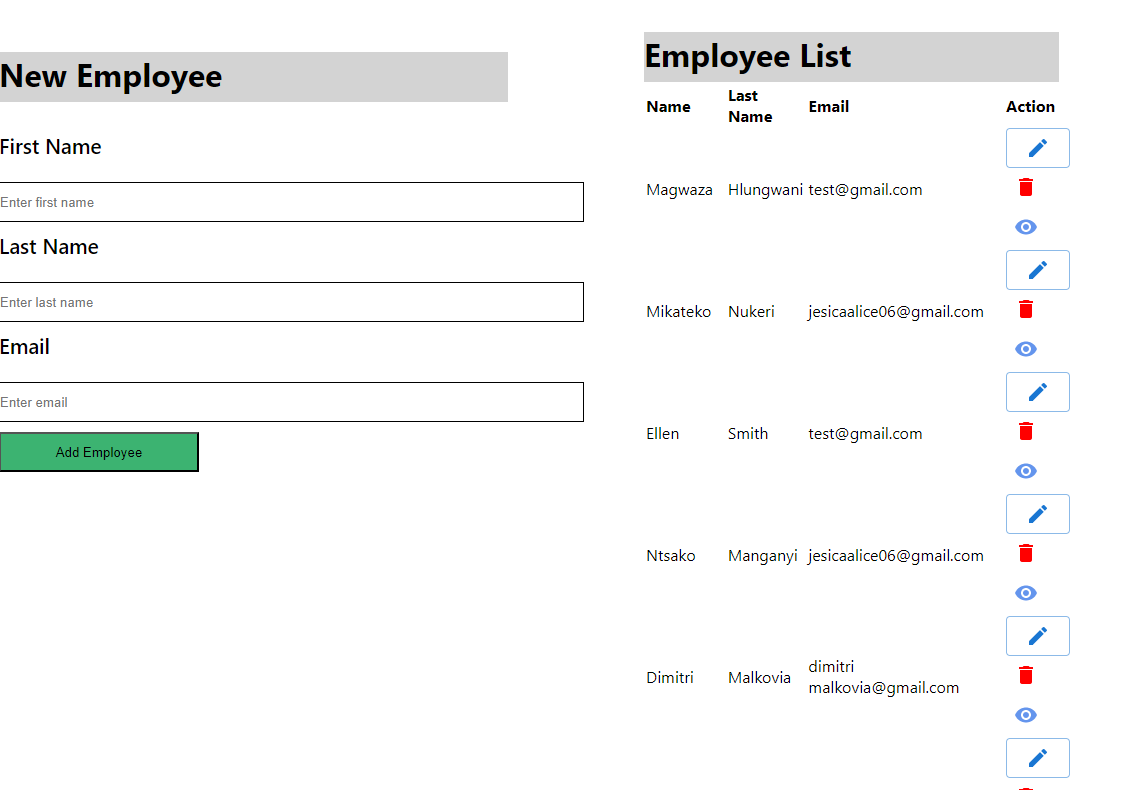 New Employee
First Name
Enter first name
Last Name
Enter last name
Email
Enter email
Add Employee
Employee List
Name Last Name Email Action
Magwaza Hlungwani test@gmail.com
Mikateko Nukeri jesicaalice06@gmail.com
Ellen Smith test@gmail.com
Ntsako Manganyi jesicaalice06@gmail.com
Dimitri Malkovia dimitri
malkovia@gmail.com